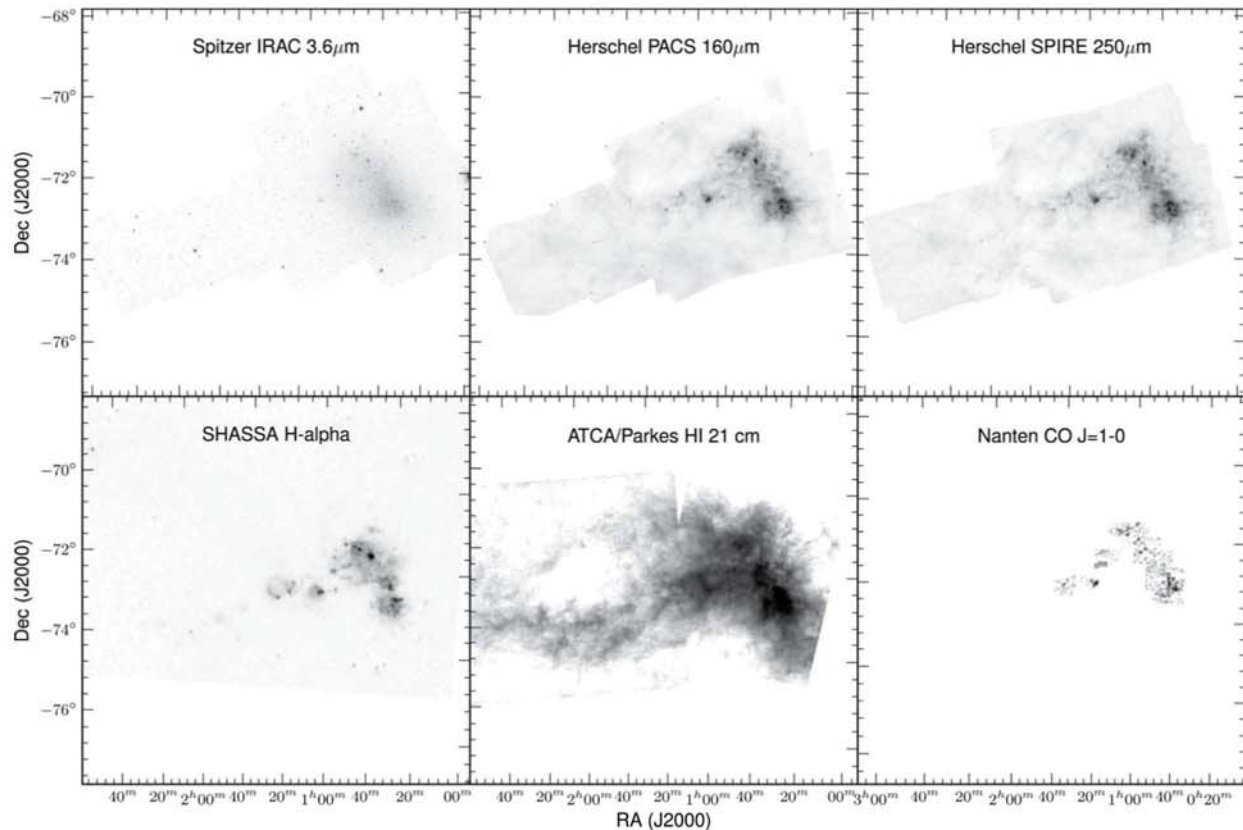 Spitzer IRAC 3.6μm
Herschel PACS 160μm
Herschel SPIRE 250μm
−68°
−70°
−72°
−74°
−76°
Dec (J2000)
SHASSA H-alpha
ATCA/Parkes HI 21 cm
Nanten CO J=1-0
−70°
−72°
−74°
−76°
Dec (J2000)
40m 20m 2h00m 40m 20m 1h00m 40m 20m 00m
40m 20m 2h00m 40m 20m 1h00m 40m 20m 00m
3h00m 40m 20m 2h00m 40m 20m 1h00m 40m 0h20m
RA (J2000)